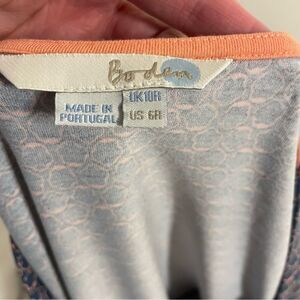 Boden
MADE IN
PORTUGAL
UK10R
US 6R